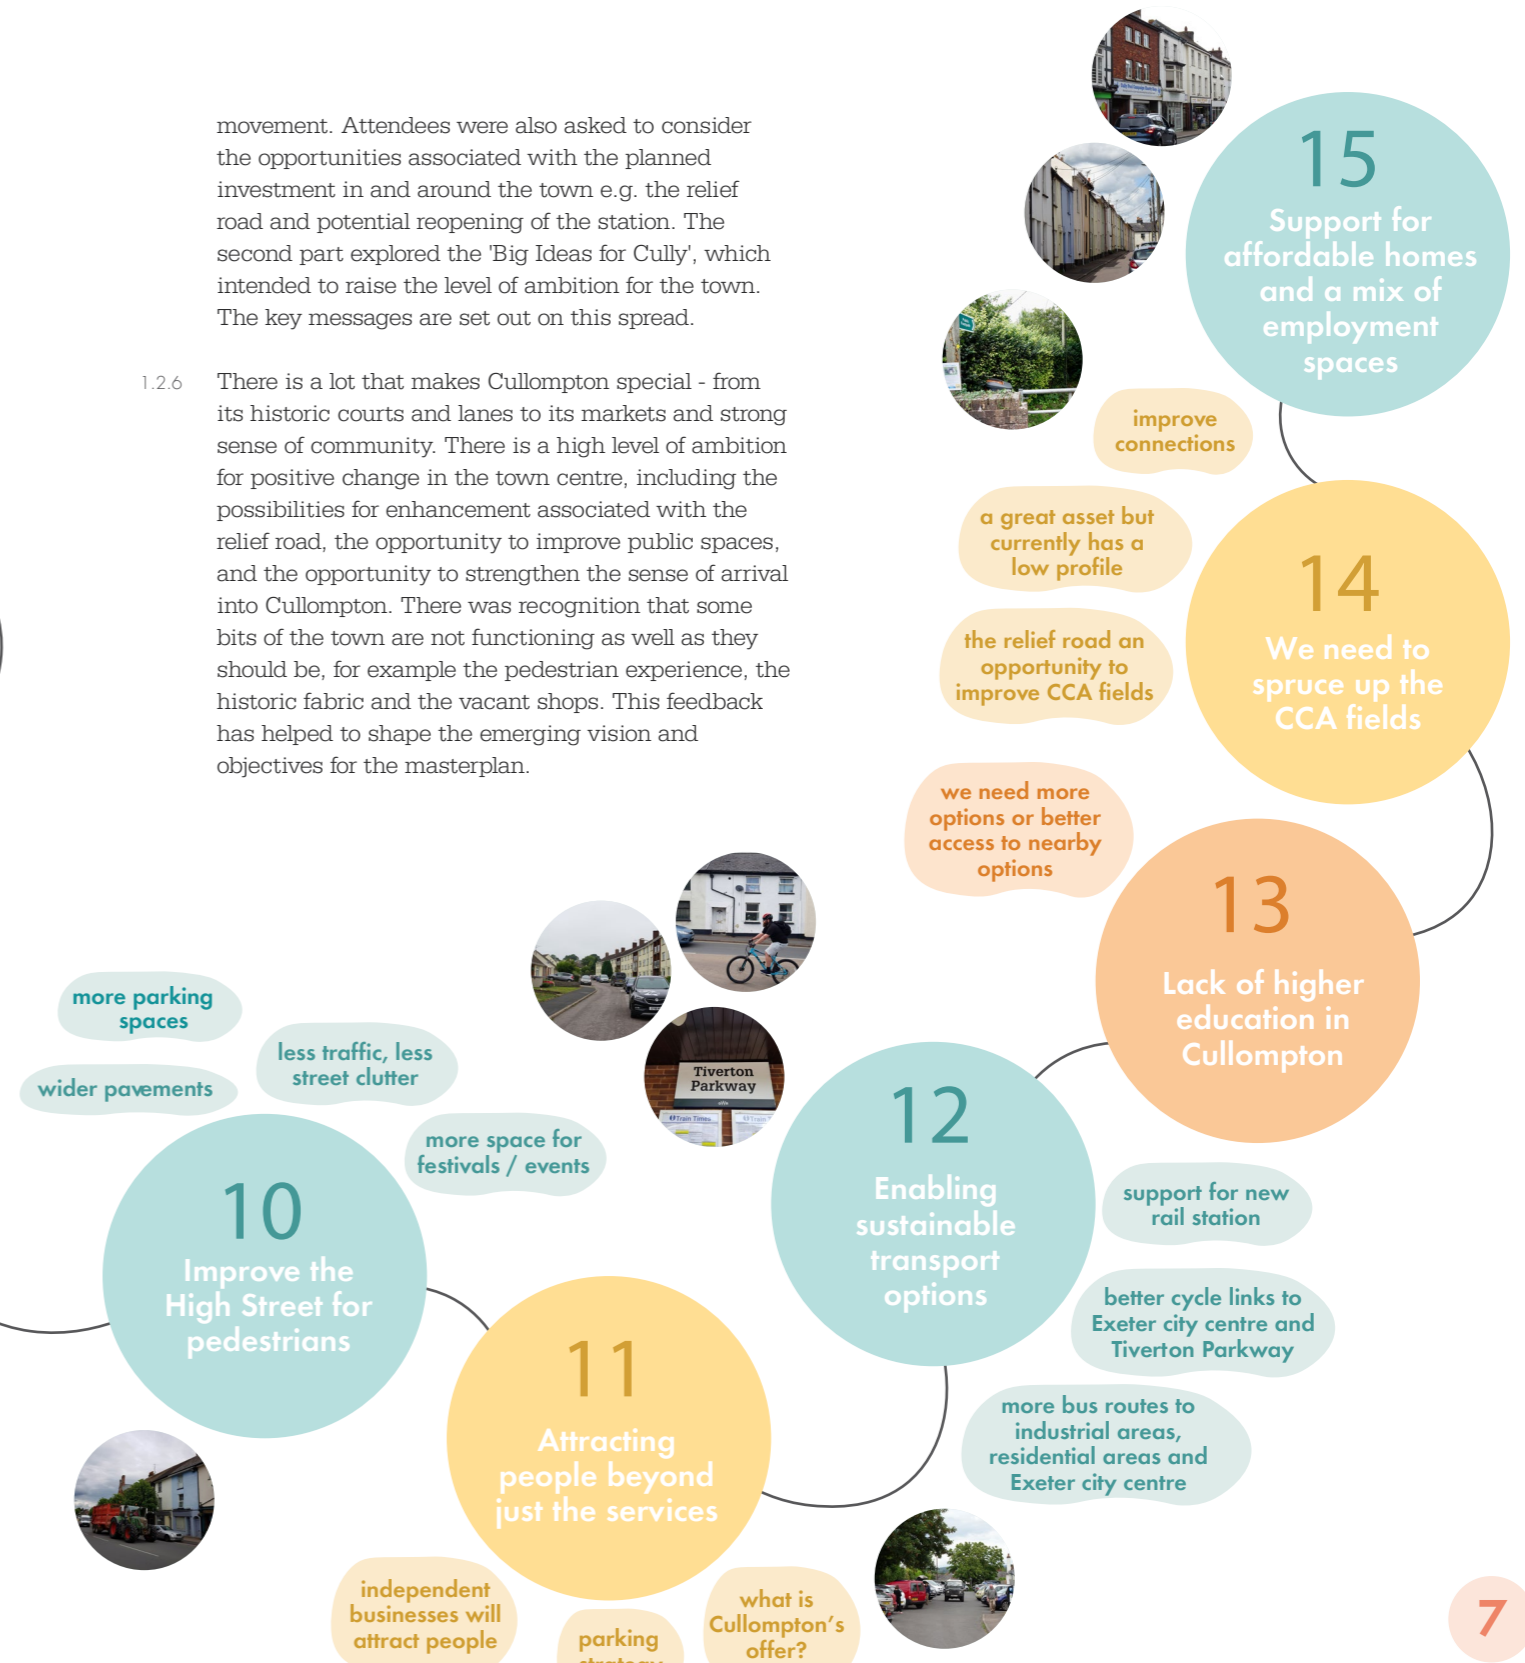 movement. Attendees were also asked to consider
the opportunities associated with the planned
investment in and around the town e.g. the relief
road and potential reopening of the station. The
second part explored the 'Big Ideas for Cully', which
intended to raise the level of ambition for the town.
The key messages are set out on this spread.
1.2.6
There is a lot that makes Cullompton special - from
its historic courts and lanes to its markets and strong
sense of community. There is a high level of ambition
for positive change in the town centre, including the
possibilities for enhancement associated with the
relief road, the opportunity to improve public spaces,
and the opportunity to strengthen the sense of arrival
into Cullompton. There was recognition that some
bits of the town are not functioning as well as they
should be, for example the pedestrian experience, the
historic fabric and the vacant shops. This feedback
has helped to shape the emerging vision and
objectives for the masterplan.
15
Support for
affordable homes
and a mix of
employment
spaces
improve
connections
a great asset but
currently has a
low profile
the relief road an
opportunity to
improve CCA fields
14
We need to
spruce up the
CCA fields
we need more
options or better
access to nearby
options
13
Lack of higher
education in
Cullompton
Tiverton
Parkway
Train Times
12
Enabling
sustainable
transport
options
support for new
rail station
better cycle links to
Exeter city centre and
Tiverton Parkway
more bus routes to
industrial areas,
residential areas and
Exeter city centre
more parking
spaces
wider pavements
less traffic, less
street clutter
more space for
festivals / events
10
Improve the
High Street for
pedestrians
11
Attracting
people beyond
just the services
independent
businesses will
attract people
parking
strategy
what is
Cullompton's
offer?
7